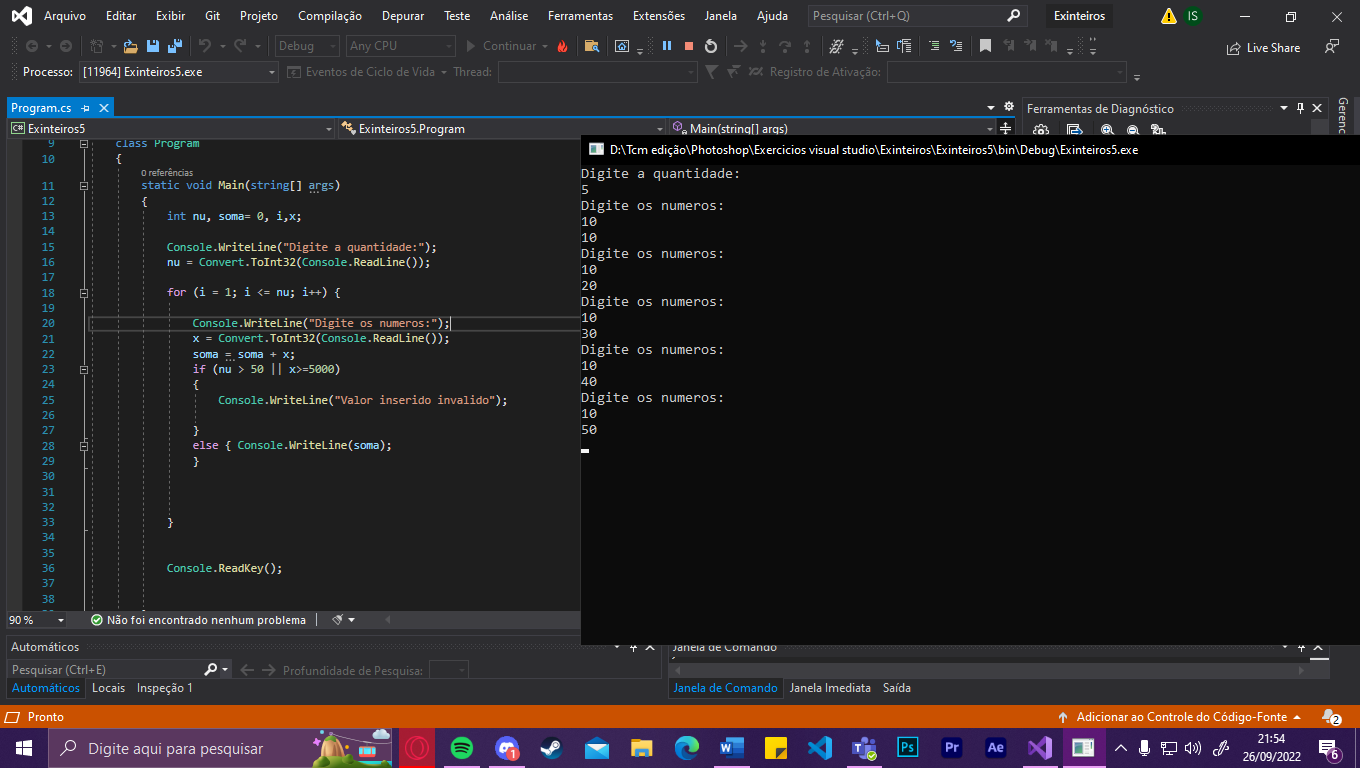 Arquivo Editar Exibir Git Projeto Compilação Depurar Teste Análise Ferramentas Extensões Janela Ajuda Pesquisar (Ctrl+Q) Exinteiros IS
Debug Any CPU Continuar Live Share
Processo: [11964] Exinteiros5.exe Eventos de Ciclo de Vida Thread: Registro de Ativação:
Program.cs Ferramentas de Diagnóstico
Exinteiros5 Exinteiros5.Program Main(string[] args)
Gerenc
9 class Program
10 {
0 referências
11 static void Main(string[] args)
12 {
13 int nu, soma= 0, i,x;
14
15 Console.WriteLine("Digite a quantidade:");
16 nu = Convert.ToInt32(Console.ReadLine());
17
18 for (i = 1; i <= nu; i++) {
19
20 Console.WriteLine("Digite os numeros:");
21 x = Convert.ToInt32(Console.ReadLine());
22 soma = soma + x;
23 if (nu > 50 || x>=5000)
24 {
25 Console.WriteLine("Valor inserido invalido");
26
27 }
28 else { Console.WriteLine(soma);
29 }
30
31
32
33 }
34
35
36 Console.ReadKey();
37
38
D:\Tcm edição\Photoshop\Exercicios visual studio\Exinteiros\Exinteiros5\bin\Debug\Exinteiros5.exe
Digite a quantidade:
5
Digite os numeros:
10
10
Digite os numeros:
10
20
Digite os numeros:
10
30
Digite os numeros:
10
40
Digite os numeros:
10
50
90 % Não foi encontrado nenhum problema
Automáticos
Pesquisar (Ctrl+E) Profundidade de Pesquisa:
Automáticos Locais Inspeção 1
Janela de Comando
Janela de Comando Janela Imediata Saída
Pronto Adicionar ao Controle do Código-Fonte 2
Digite aqui para pesquisar 1 Ps Pr Ae 21:54
26/09/2022 6